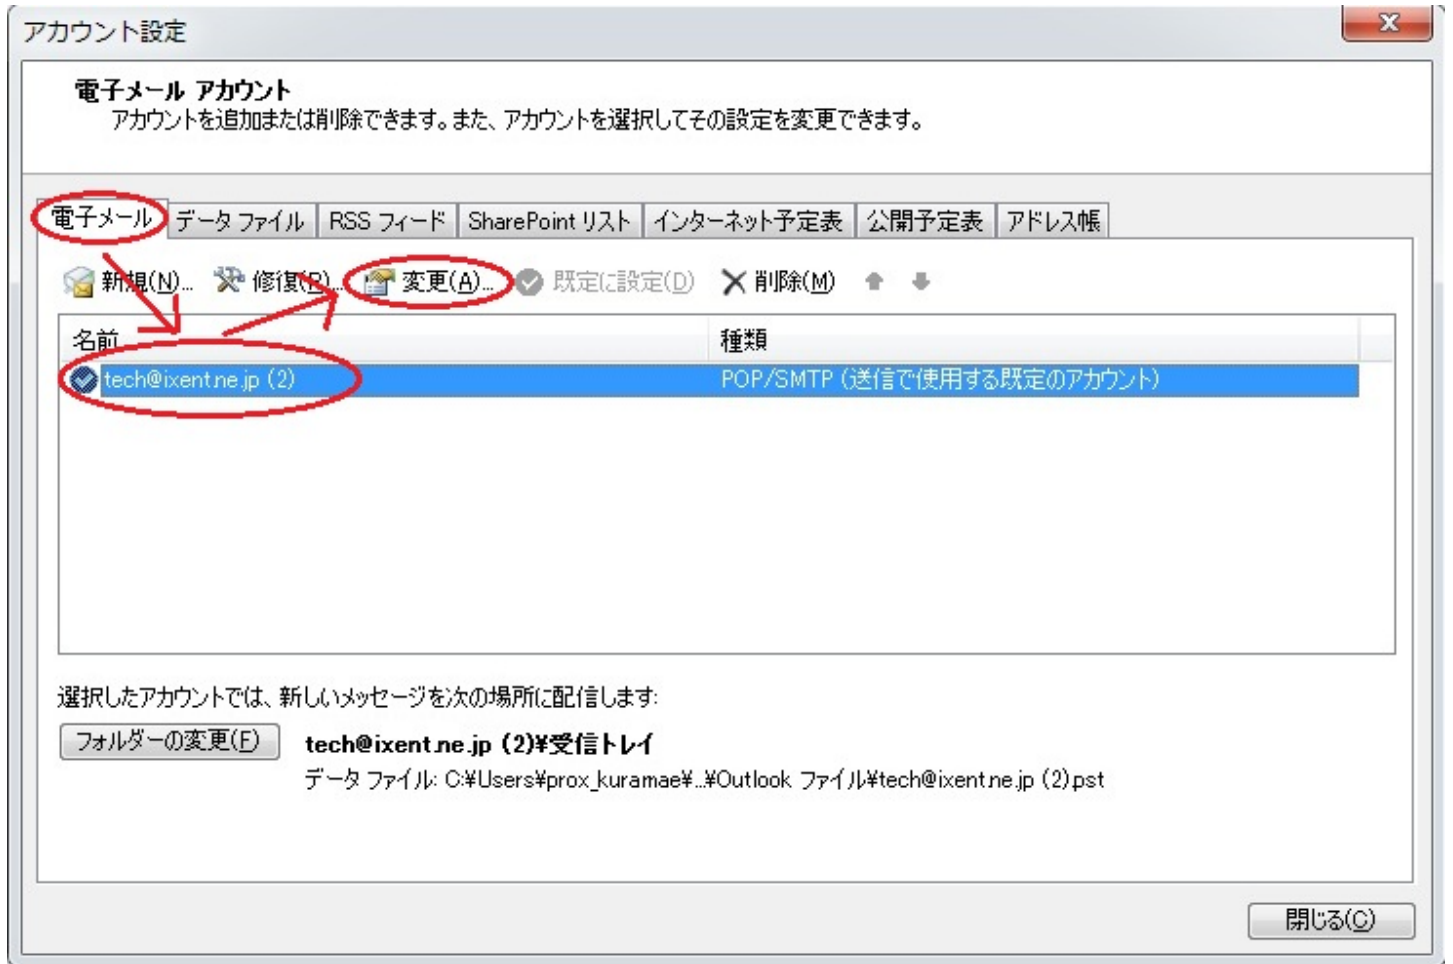 アカウント設定
電子メール アカウント
アカウントを追加または削除できます。また、アカウントを選択してその設定を変更できます。
電子メール データ ファイル RSS フィード SharePoint リスト インターネット予定表 公開予定表 アドレス帳
新規(N)... 修復(R)... 変更(A)... 既定に設定(D) 削除(M)
名前 種類
tech@ixent.ne.jp (2) POP/SMTP (送信で使用する既定のアカウント)
選択したアカウントでは、新しいメッセージを次の場所に配信します:
フォルダーの変更(F) tech@ixent.ne.jp (2)¥受信トレイ
データ ファイル: C:¥Users¥prox_kuramae¥...¥Outlook ファイル¥tech@ixent.ne.jp (2).pst
閉じる(C)